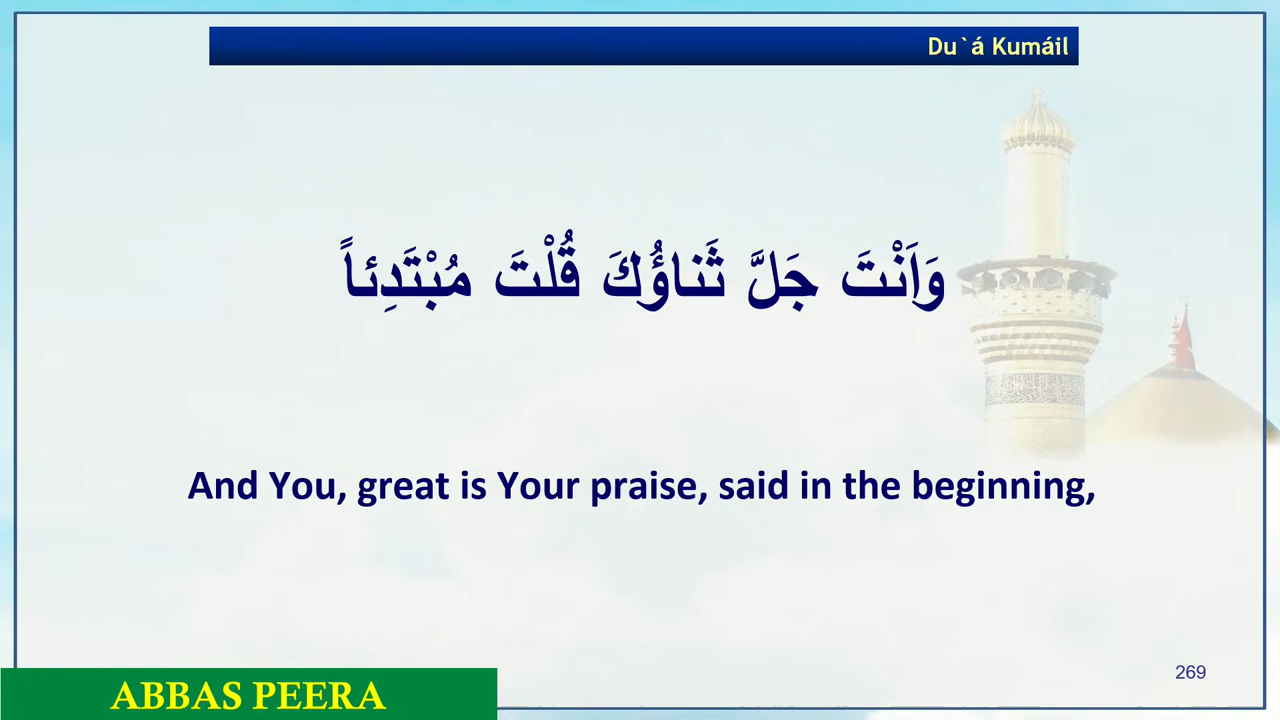 Du`á Kumáil
وَاَنْتَ جَلَّ ثَناؤُكَ قُلْتَ مُبْتَدِئاً
And You, great is Your praise, said in the beginning,
269
ABBAS PEERA